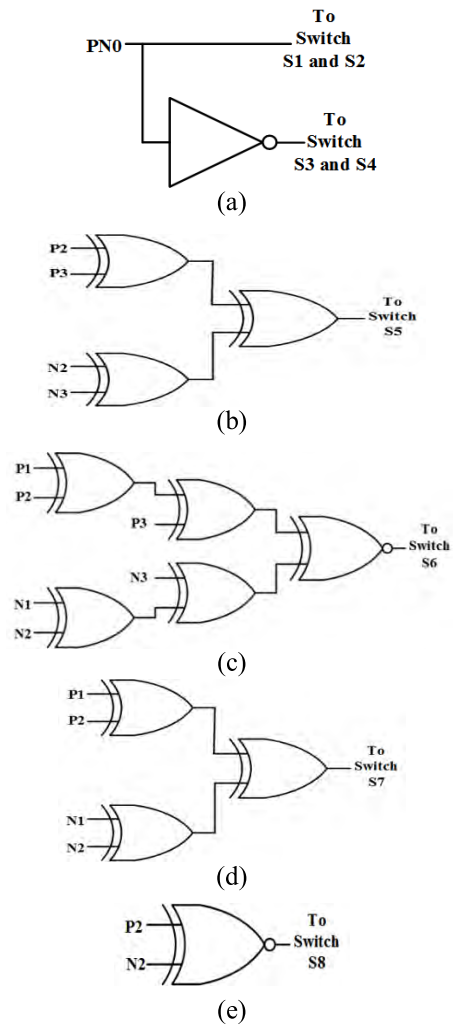 To
PN0
Switch
S1 and S2
To
Switch
S3 and S4
(a)
P2
P3
To
Switch
S5
N2
N3
(b)
P1
P2
P3
To
Switch
S6
N3
N1
N2
(c)
P1
P2
To
Switch
S7
N1
N2
(d)
P2
To
Switch
S8
N2
(e)